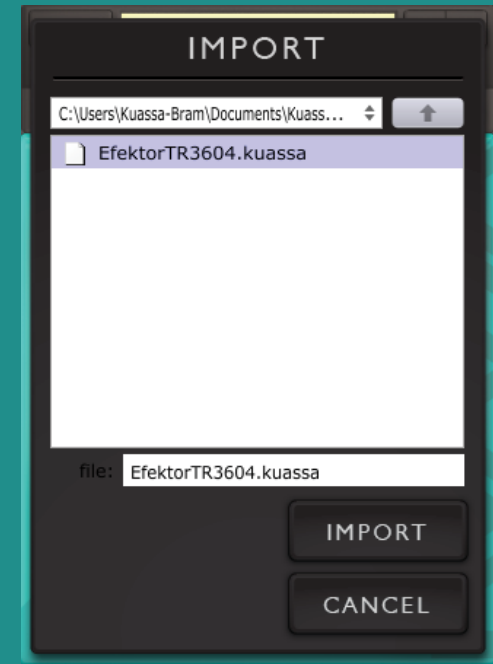 IMPORT
C:\Users\Kuassa-Bram\Documents\Kuass...
EfektorTR3604.kuassa
file: EfektorTR3604.kuassa
IMPORT
CANCEL